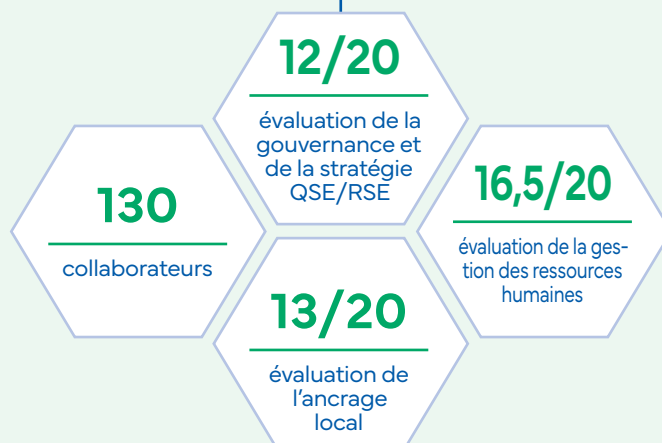 12/20
évaluation de la
gouvernance et
de la stratégie
QSE/RSE
130
collaborateurs
16,5/20
évaluation de la ges-
tion des ressources
humaines
13/20
évaluation de
l'ancrage
local